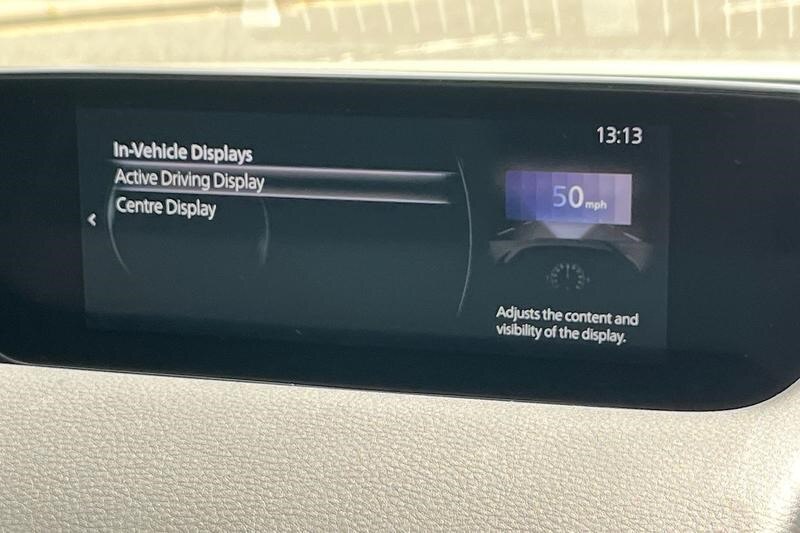 13:13
In-Vehicle Displays
Active Driving Display
Centre Display
50 mph
Adjusts the content and
visibility of the display.